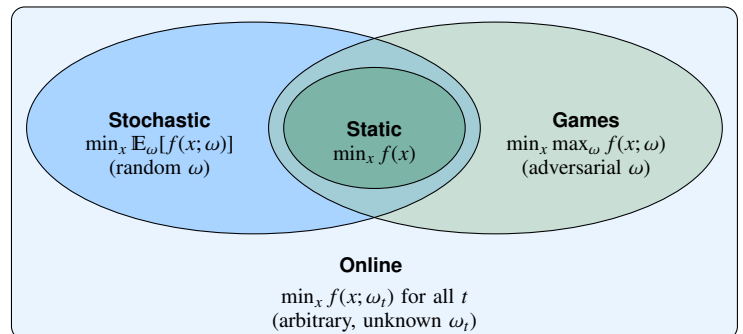 Stochastic
min_x 𝔼_ω[f(x; ω)]
(random ω)
Static
min_x f(x)
Games
min_x max_ω f(x; ω)
(adversarial ω)
Online
min_x f(x; ω_t) for all t
(arbitrary, unknown ω_t)